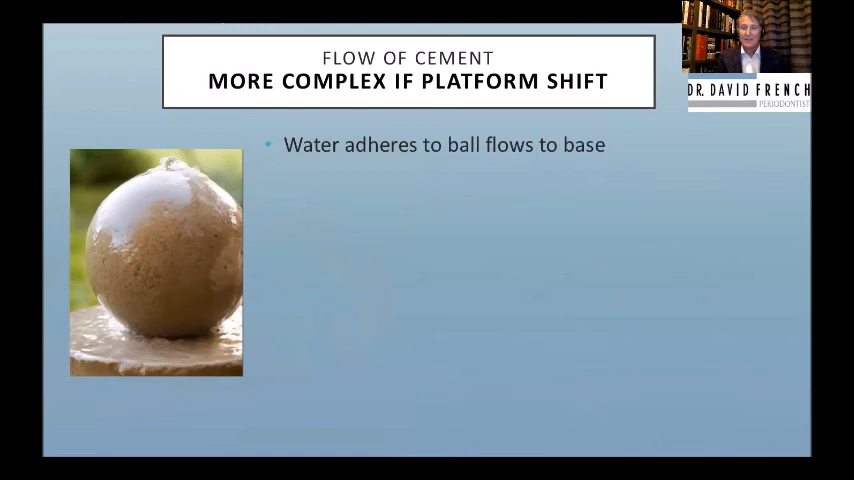 FLOW OF CEMENT
MORE COMPLEX IF PLATFORM SHIFT
DR. DAVID FRENCH
PERIODONTIST
• Water adheres to ball flows to base